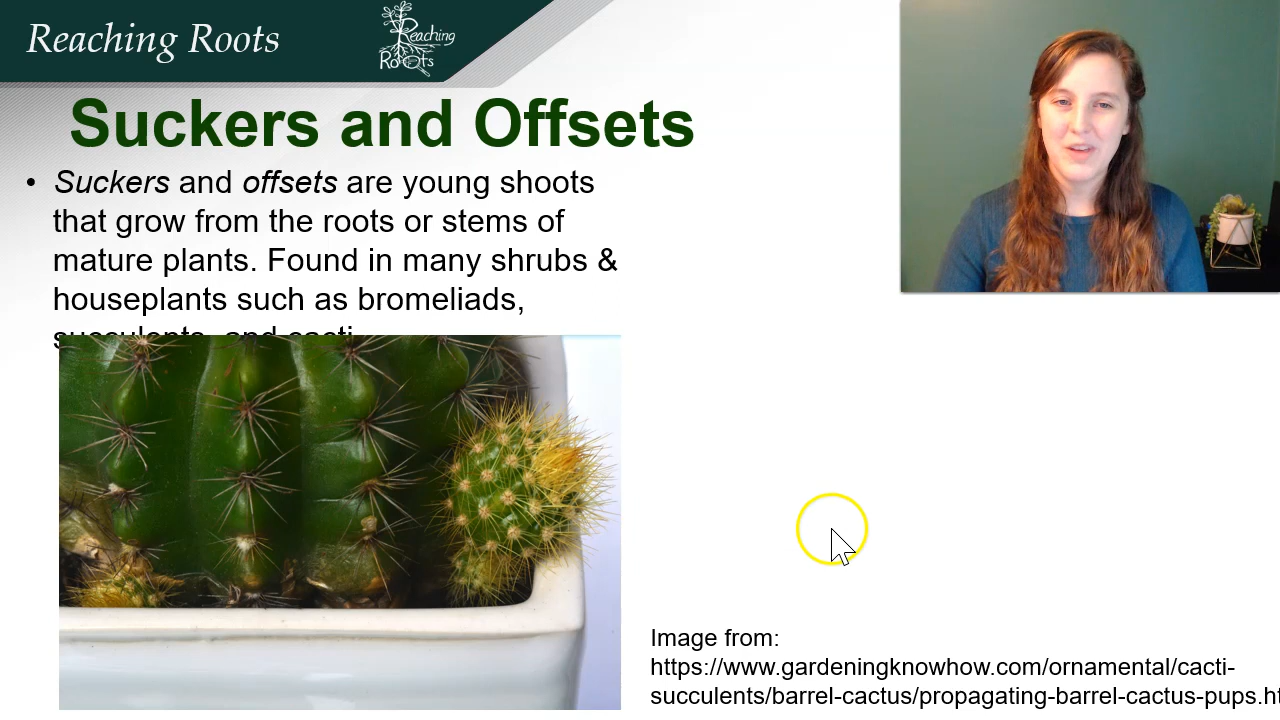 Reaching Roots
Reaching
Roots
Suckers and Offsets
• Suckers and offsets are young shoots
that grow from the roots or stems of
mature plants. Found in many shrubs &
houseplants such as bromeliads,
succulents, and cacti
Image from:
https://www.gardeningknowhow.com/ornamental/cacti-
succulents/barrel-cactus/propagating-barrel-cactus-pups.ht